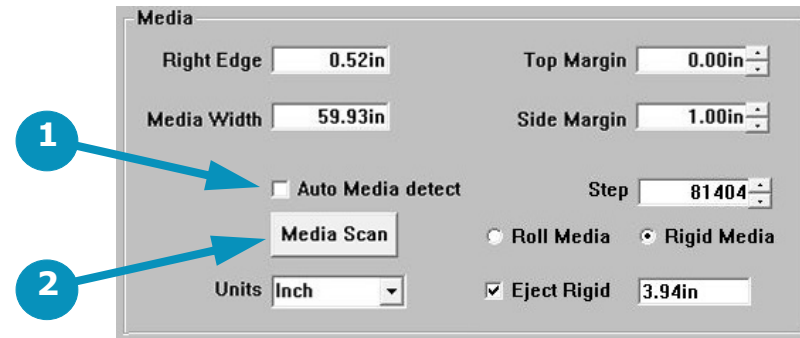 Media
Right Edge 0.52in Top Margin 0.00in
Media Width 59.93in Side Margin 1.00in
1
Auto Media detect Step 81404
Media Scan Roll Media Rigid Media
2
Units Inch Eject Rigid 3.94in